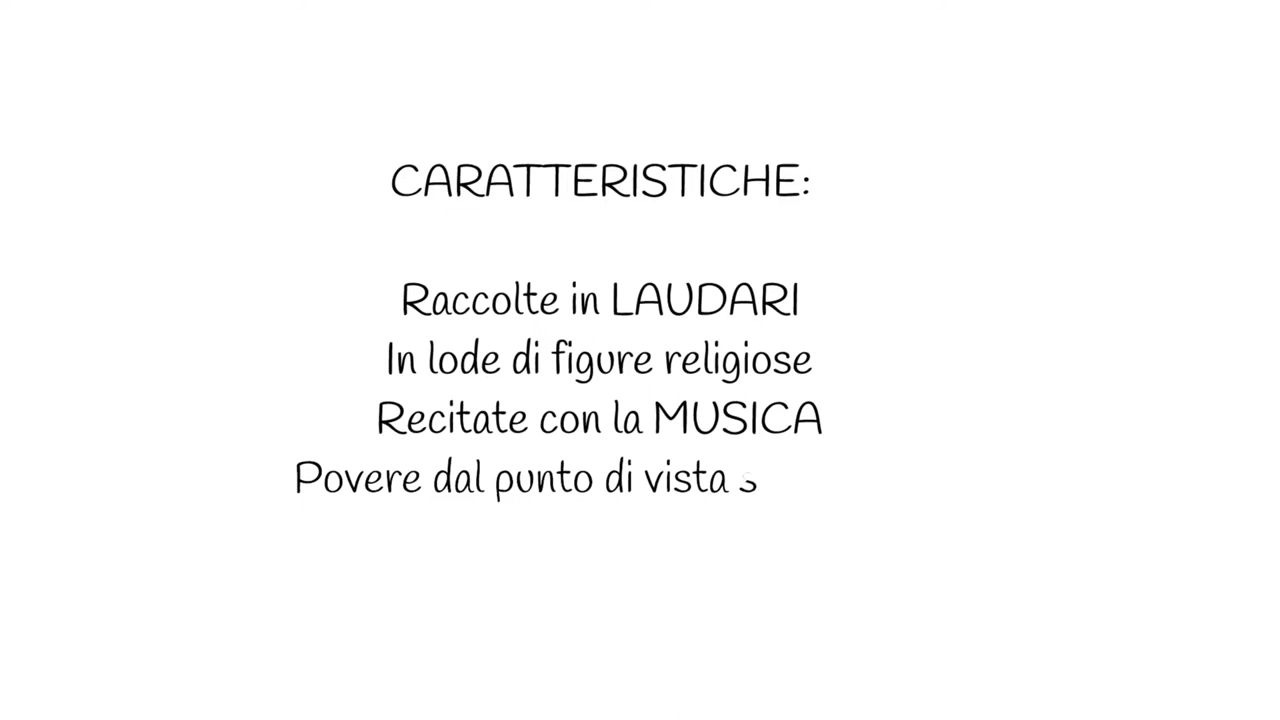 CARATTERISTICHE:
Raccolte in LAUDARI
In lode di figure religiose
Recitate con la MUSICA
Povere dal punto di vista s